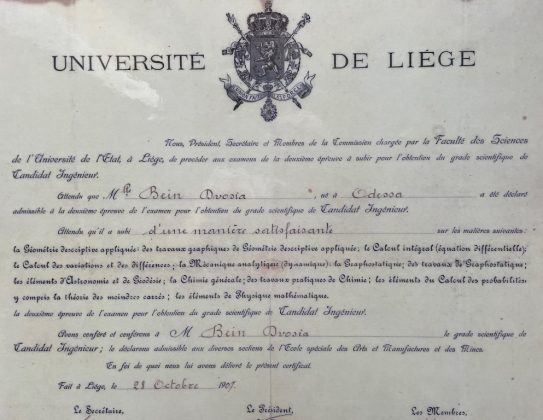 UNIVERSITÉ DE LIÉGE
Nous, Président, Secrétaire et Membres de la Commission chargée par la Faculté des Sciences
de l'Université de l'Etat, à Liége, de procéder aux examens de la deuxième épreuve à subir pour l'obtention du grade scientifique de
Candidat Ingénieur.
Attendu que Mlle Bein Dvosia né à Odessa a été déclaré
admissible à la deuxième épreuve de l'examen pour l'obtention du grade scientifique de Candidat Ingénieur.
Attendu qu'il a subi d'une manière satisfaisante sur les matières suivantes :
la Géométrie descriptive appliquée; des travaux graphiques de Géométrie descriptive appliquée; le Calcul intégral (équation différentielle);
le Calcul des variations et des différences; la Mécanique analytique (dynamique); la Graphostatique; des travaux de Graphostatique;
les éléments d'Astronomie et de Géodésie; la Chimie générale; des travaux pratiques de Chimie; les éléments du Calcul des probabilités
y compris la théorie des moindres carrés; les éléments de Physique mathématique.
la deuxième épreuve de l'examen pour l'obtention du grade scientifique de Candidat Ingénieur.
Avons conféré et conférons à M Bein Dvosia le grade scientifique de
Candidat Ingénieur; le déclarons admissible aux diverses sections de l'Ecole spéciale des Arts et Manufactures et des Mines.
En foi de quoi nous lui avons délivré le présent certificat.
Fait à Liége, le 28 Octobre 1907.
Le Secrétaire, Le Président, Les Membres,